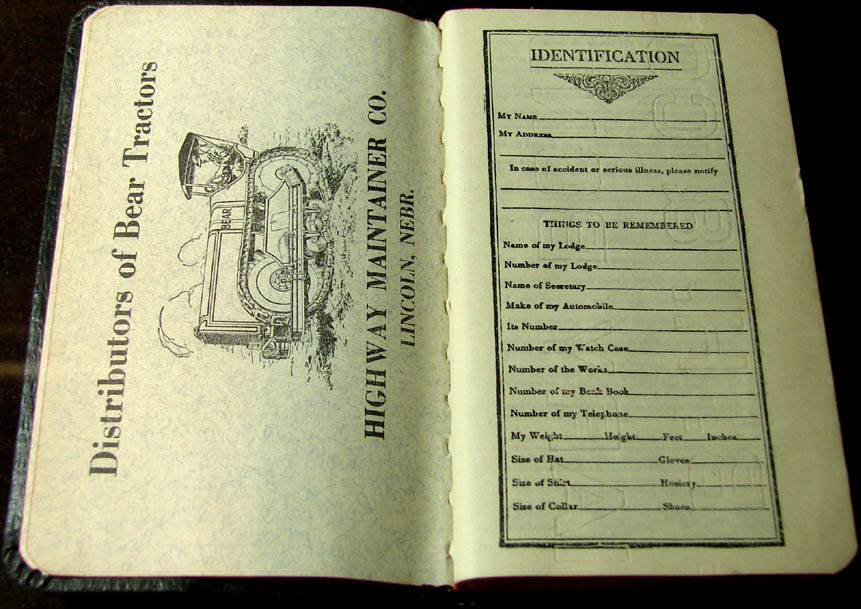 Distributors of Bear Tractors
BEAR
HIGHWAY MAINTAINER CO.
LINCOLN, NEBR.
IDENTIFICATION
MY NAME
MY ADDRESS
In case of accident or serious illness, please notify
THINGS TO BE REMEMBERED
Name of my Lodge
Number of my Lodge
Name of Secretary
Make of my Automobile
Its Number
Number of my Watch Case
Number of the Works
Number of my Bank Book
Number of my Telephone
My Weight Height Feet Inches
Size of Hat Gloves
Size of Shirt Hosiery
Size of Collar Shoes